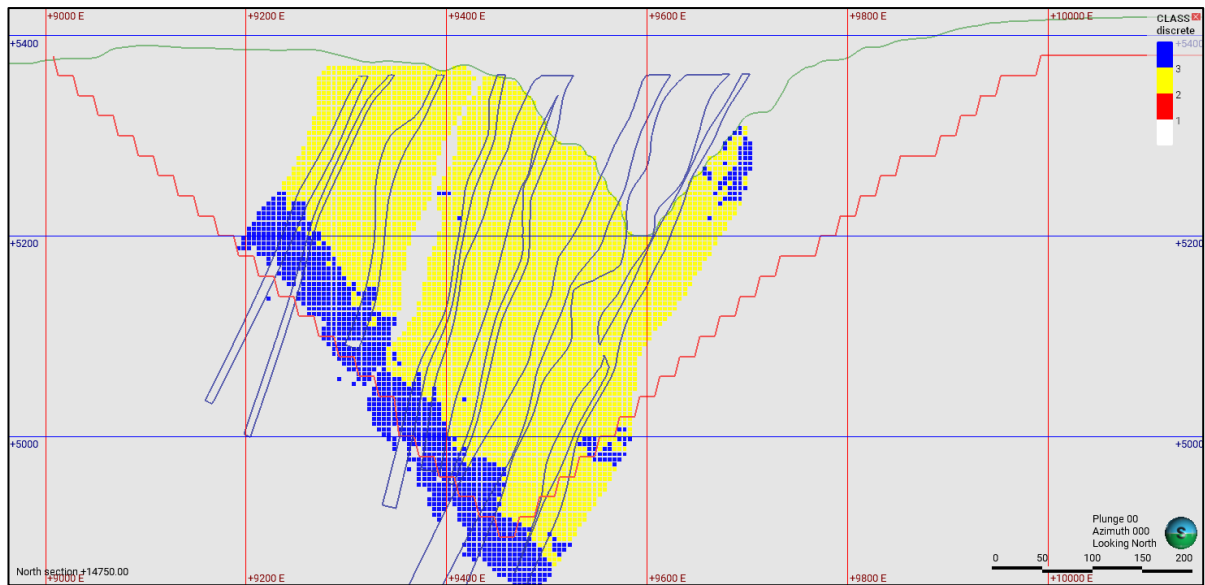 +9000 E +9200 E +9400 E +9600 E +9800 E +10000 E
CLASS
discrete
+5400 +5400
3
2
1
+5200 +5200
+5000 +5000
Plunge 00
Azimuth 000
Looking North
S
0 50 100 150 200
North section +14750.00
+9000 E +9200 E +9400 E +9600 E +9800 E +10000 E